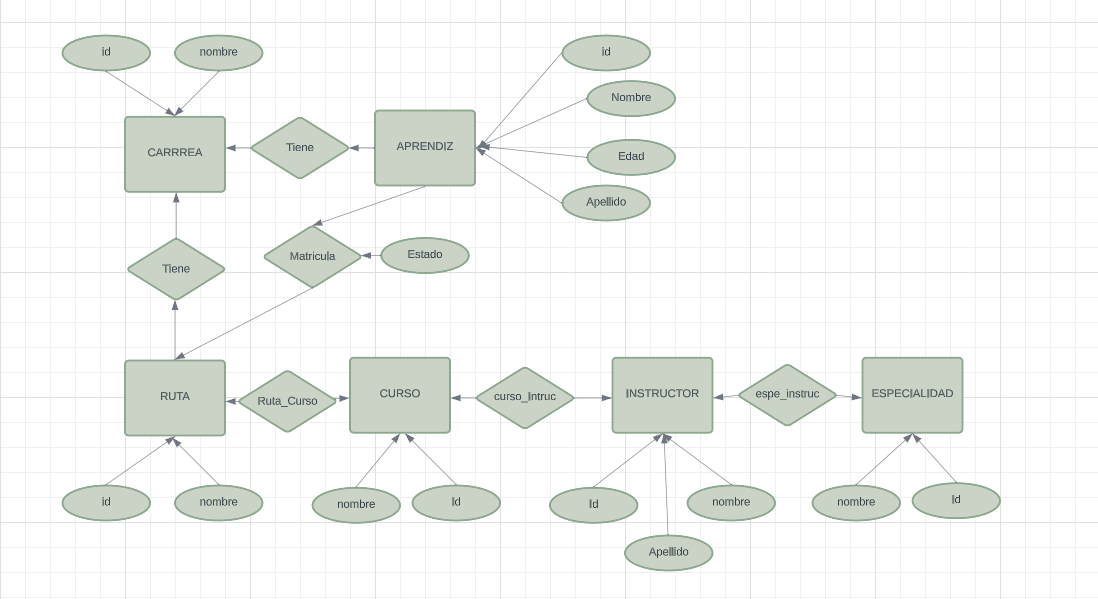 id
nombre
id
Nombre
CARRREA
Tiene
APRENDIZ
Edad
Apellido
Tiene
Matricula
Estado
RUTA
Ruta_Curso
CURSO
curso_Intruc
INSTRUCTOR
espe_instruc
ESPECIALIDAD
id
nombre
nombre
Id
Id
nombre
nombre
Id
Apellido